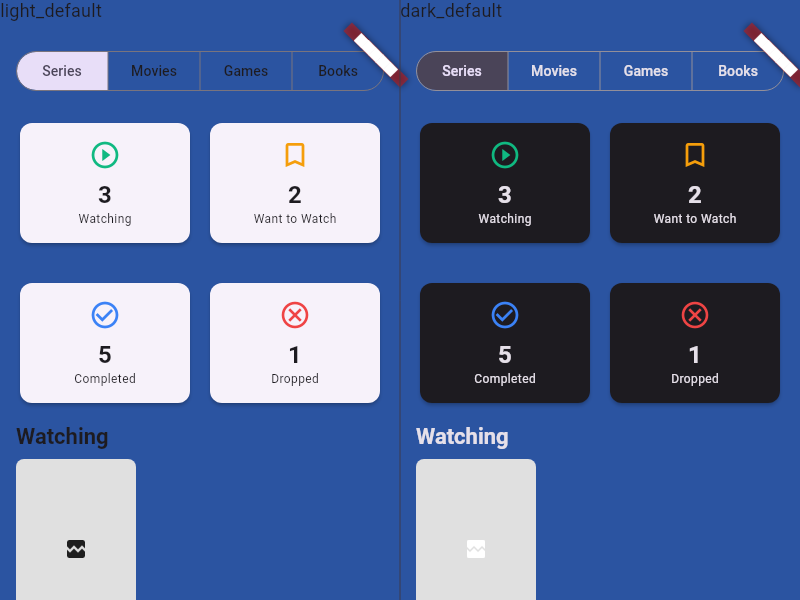 light_default
dark_default
Series Movies Games Books
Series Movies Games Books
3
Watching
2
Want to Watch
3
Watching
2
Want to Watch
5
Completed
1
Dropped
5
Completed
1
Dropped
Watching
Watching